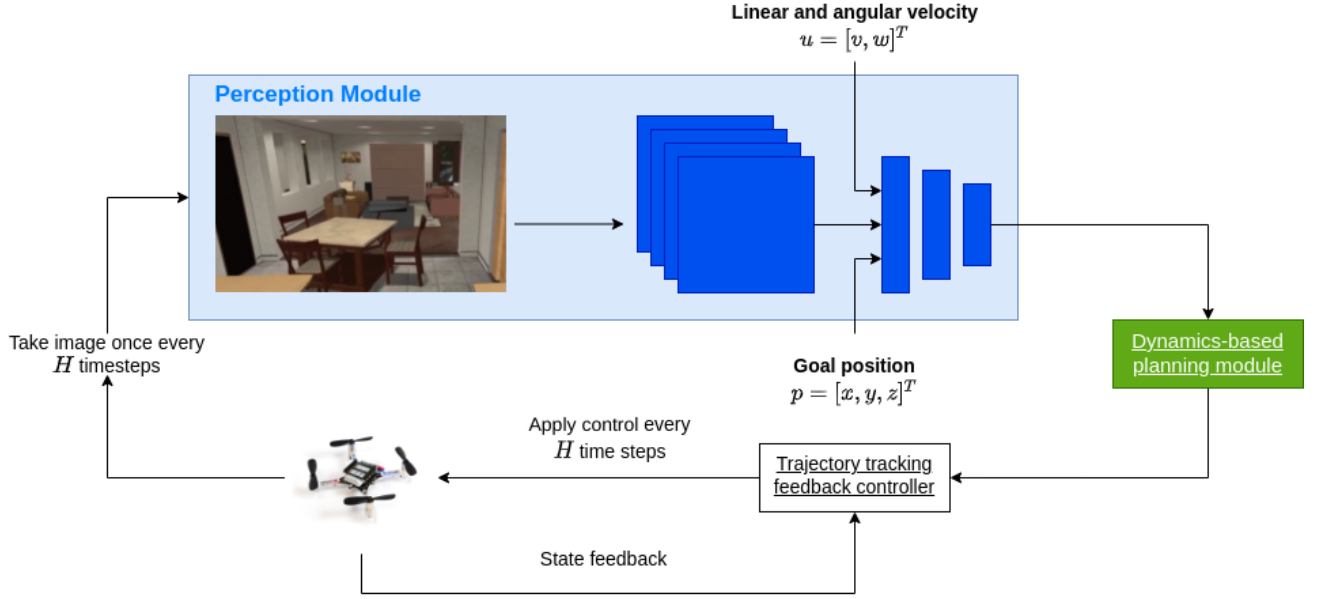 Linear and angular velocity
u = [v, w]^T
Perception Module
Take image once every
H timesteps
Goal position
p = [x, y, z]^T
Dynamics-based
planning module
Apply control every
H time steps
Trajectory tracking
feedback controller
State feedback